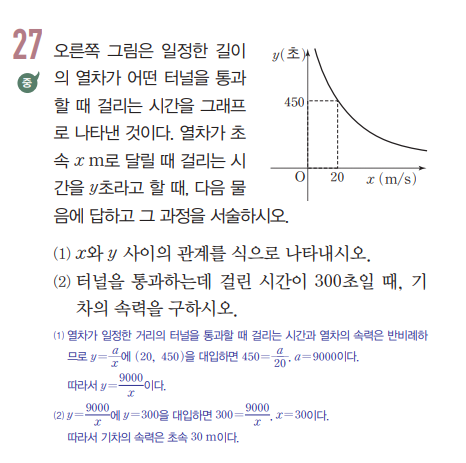 27
중
오른쪽 그림은 일정한 길이
의 열차가 어떤 터널을 통과
할 때 걸리는 시간을 그래프
로 나타낸 것이다. 열차가 초
속 x m로 달릴 때 걸리는 시
간을 y초라고 할 때, 다음 물
음에 답하고 그 과정을 서술하시오.
y(초)
450
O
20
x (m/s)
(1) x와 y 사이의 관계를 식으로 나타내시오.
(2) 터널을 통과하는데 걸린 시간이 300초일 때, 기
차의 속력을 구하시오.
(1) 열차가 일정한 거리의 터널을 통과할 때 걸리는 시간과 열차의 속력은 반비례하
므로 y=a/x에 (20, 450)을 대입하면 450=a/20, a=9000이다.
따라서 y=9000/x이다.
(2) y=9000/x에 y=300을 대입하면 300=9000/x, x=30이다.
따라서 기차의 속력은 초속 30 m이다.